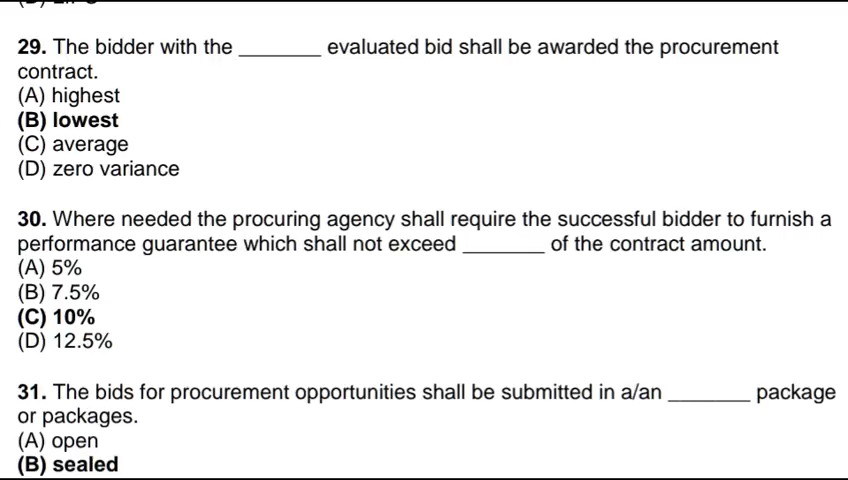 29. The bidder with the _______ evaluated bid shall be awarded the procurement
contract.
(A) highest
(B) lowest
(C) average
(D) zero variance
30. Where needed the procuring agency shall require the successful bidder to furnish a
performance guarantee which shall not exceed _______ of the contract amount.
(A) 5%
(B) 7.5%
(C) 10%
(D) 12.5%
31. The bids for procurement opportunities shall be submitted in a/an _______ package
or packages.
(A) open
(B) sealed